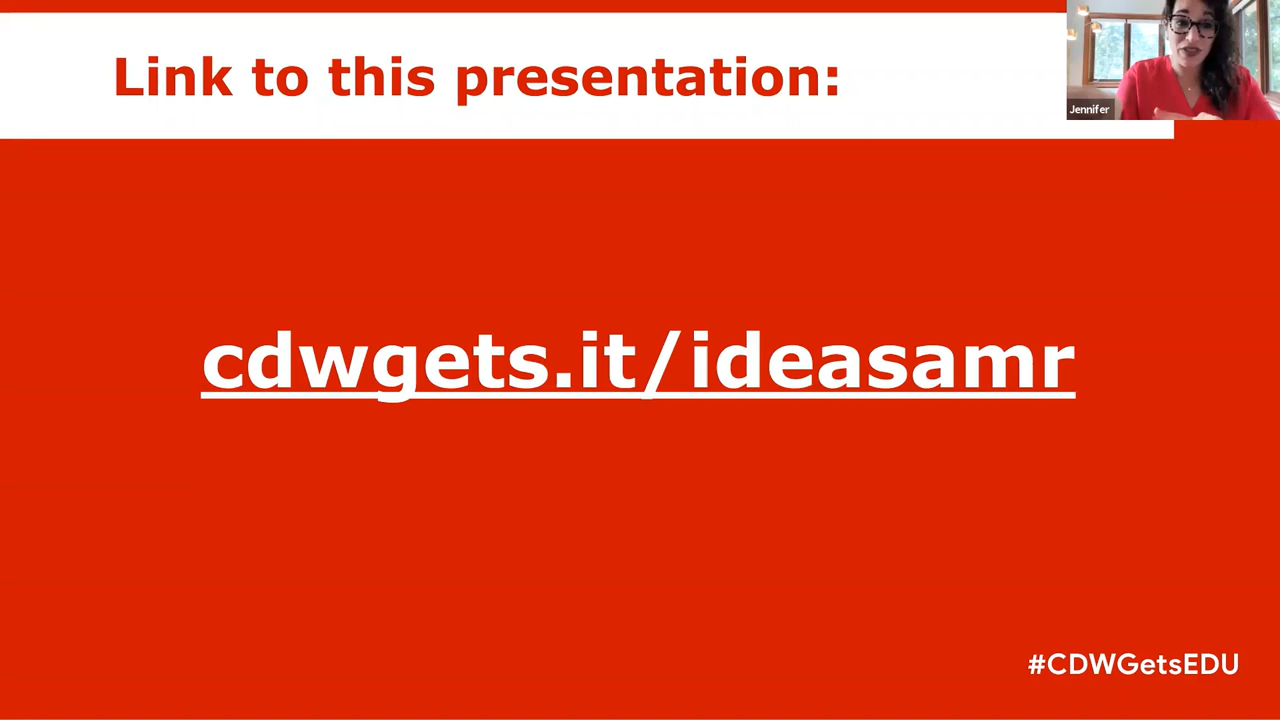 Link to this presentation:
Jennifer
cdwgets.it/ideasamr
#CDWGetsEDU